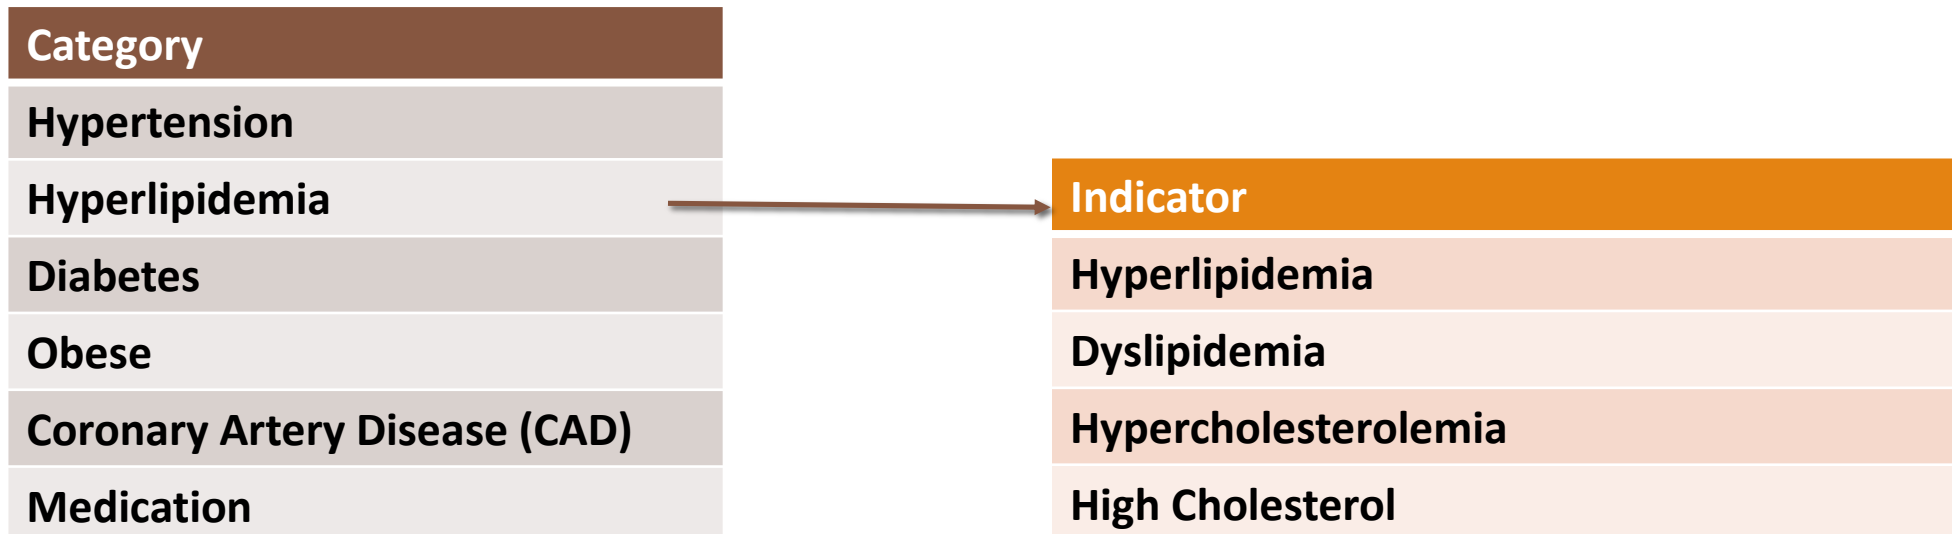 Category
Hypertension
Hyperlipidemia
Diabetes
Obese
Coronary Artery Disease (CAD)
Medication
Indicator
Hyperlipidemia
Dyslipidemia
Hypercholesterolemia
High Cholesterol